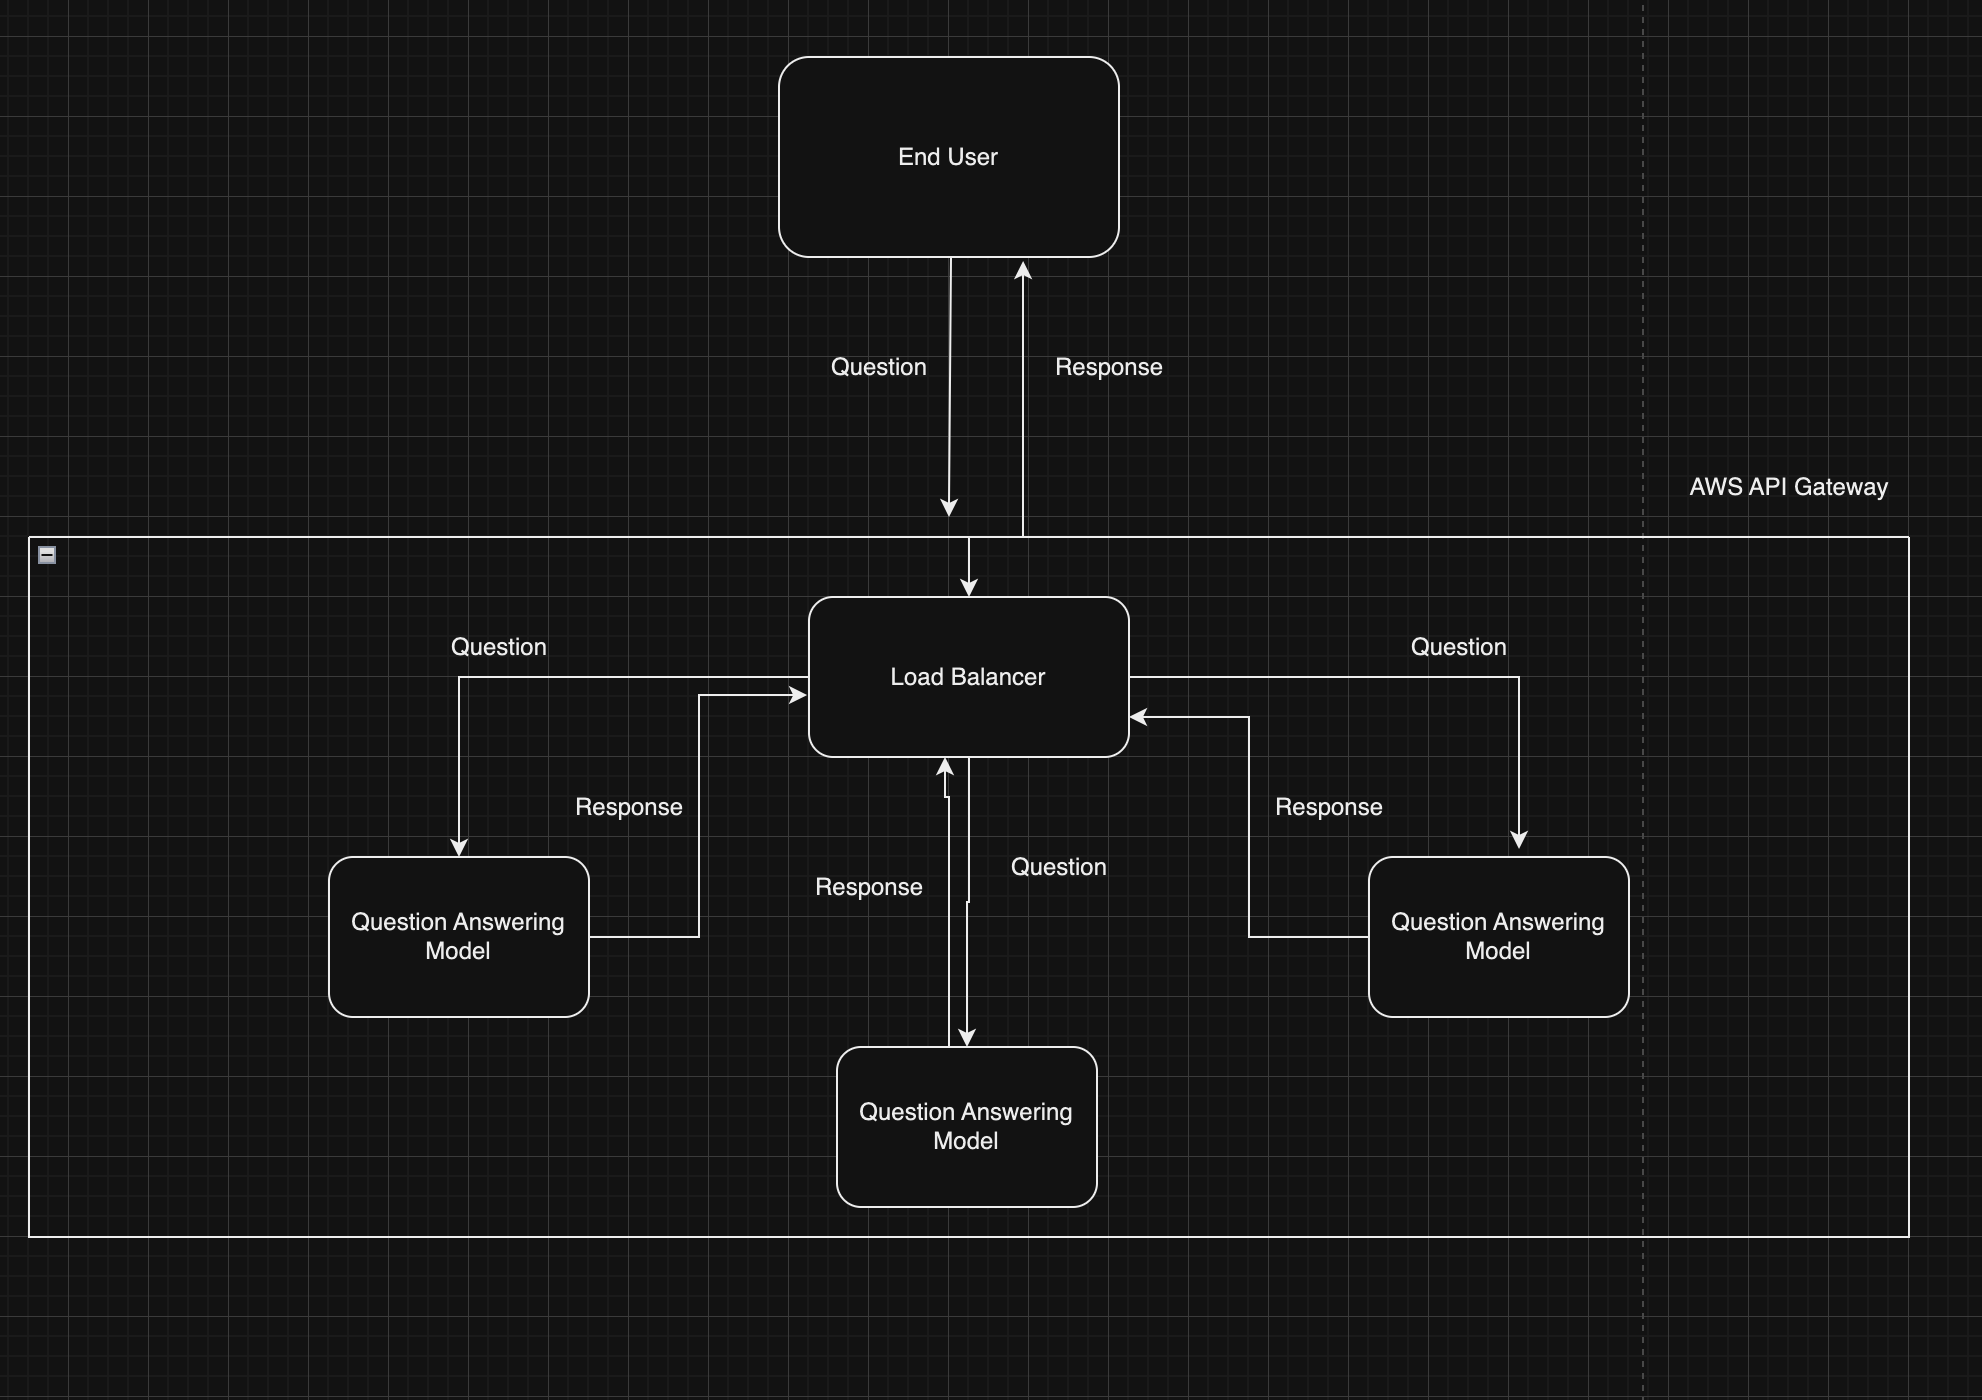 End User
Question
Response
AWS API Gateway
Load Balancer
Question
Question
Response
Response
Question
Response
Question Answering
Model
Question Answering
Model
Question Answering
Model